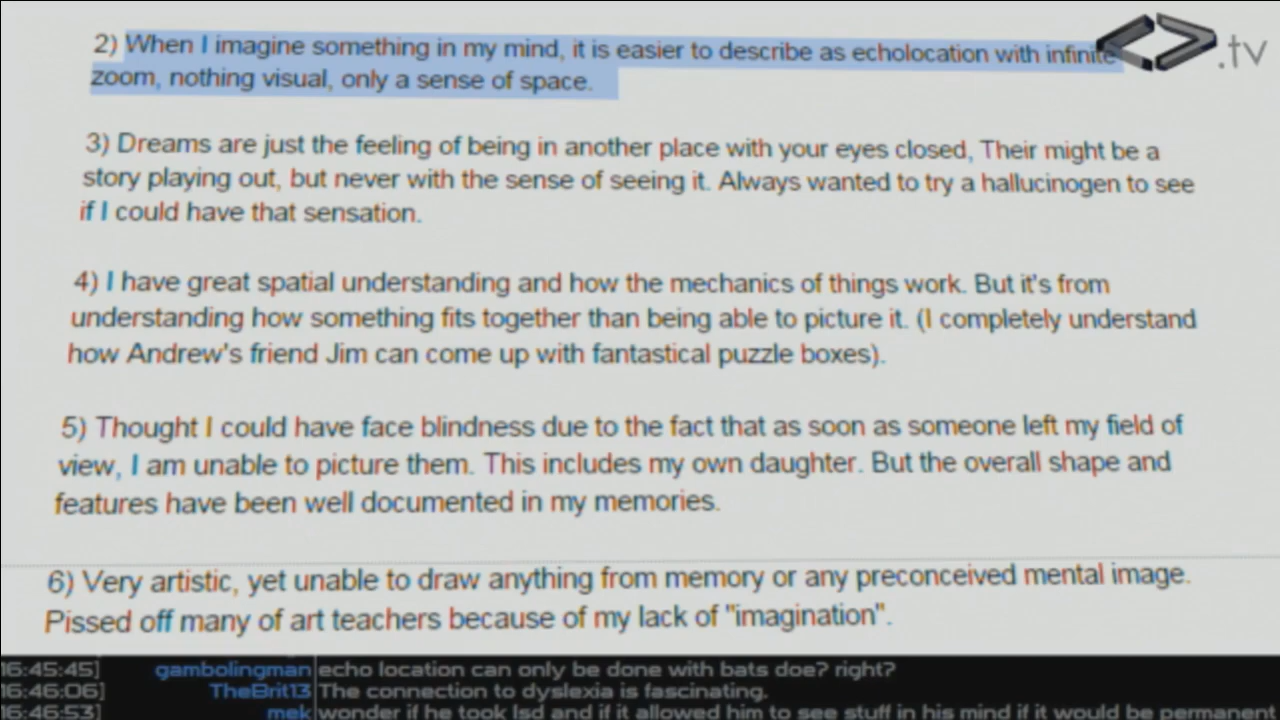 2) When I imagine something in my mind, it is easier to describe as echolocation with infinite
.tv
zoom, nothing visual, only a sense of space.
3) Dreams are just the feeling of being in another place with your eyes closed, Their might be a
story playing out, but never with the sense of seeing it. Always wanted to try a hallucinogen to see
if I could have that sensation.
4) I have great spatial understanding and how the mechanics of things work. But it's from
understanding how something fits together than being able to picture it. (I completely understand
how Andrew's friend Jim can come up with fantastical puzzle boxes).
5) Thought I could have face blindness due to the fact that as soon as someone left my field of
view, I am unable to picture them. This includes my own daughter. But the overall shape and
features have been well documented in my memories.
6) Very artistic, yet unable to draw anything from memory or any preconceived mental image.
Pissed off many of art teachers because of my lack of "imagination".
16:45:45] gambolingman echo location can only be done with bats doe? right?
16:46:06] TheBrit13 The connection to dyslexia is fascinating.
16:46:53] mek wonder if he took lsd and if it allowed him to see stuff in his mind if it would be permanent